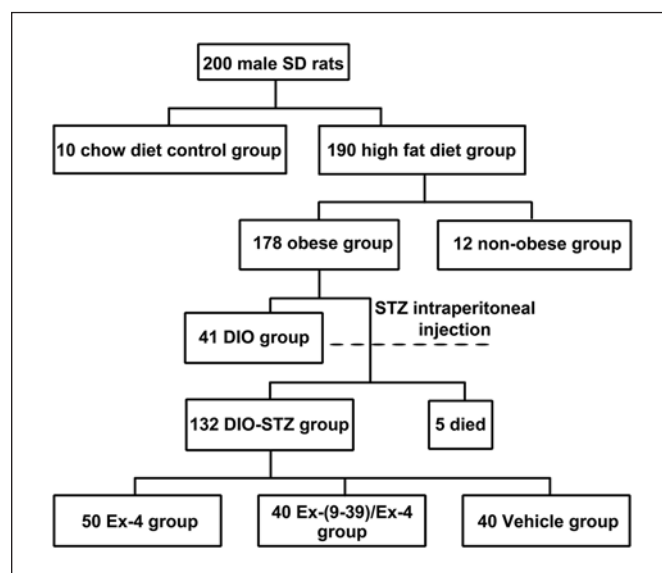 200 male SD rats
10 chow diet control group
190 high fat diet group
178 obese group
12 non-obese group
STZ intraperitoneal
injection
41 DIO group
132 DIO-STZ group
5 died
50 Ex-4 group
40 Ex-(9-39)/Ex-4
group
40 Vehicle group